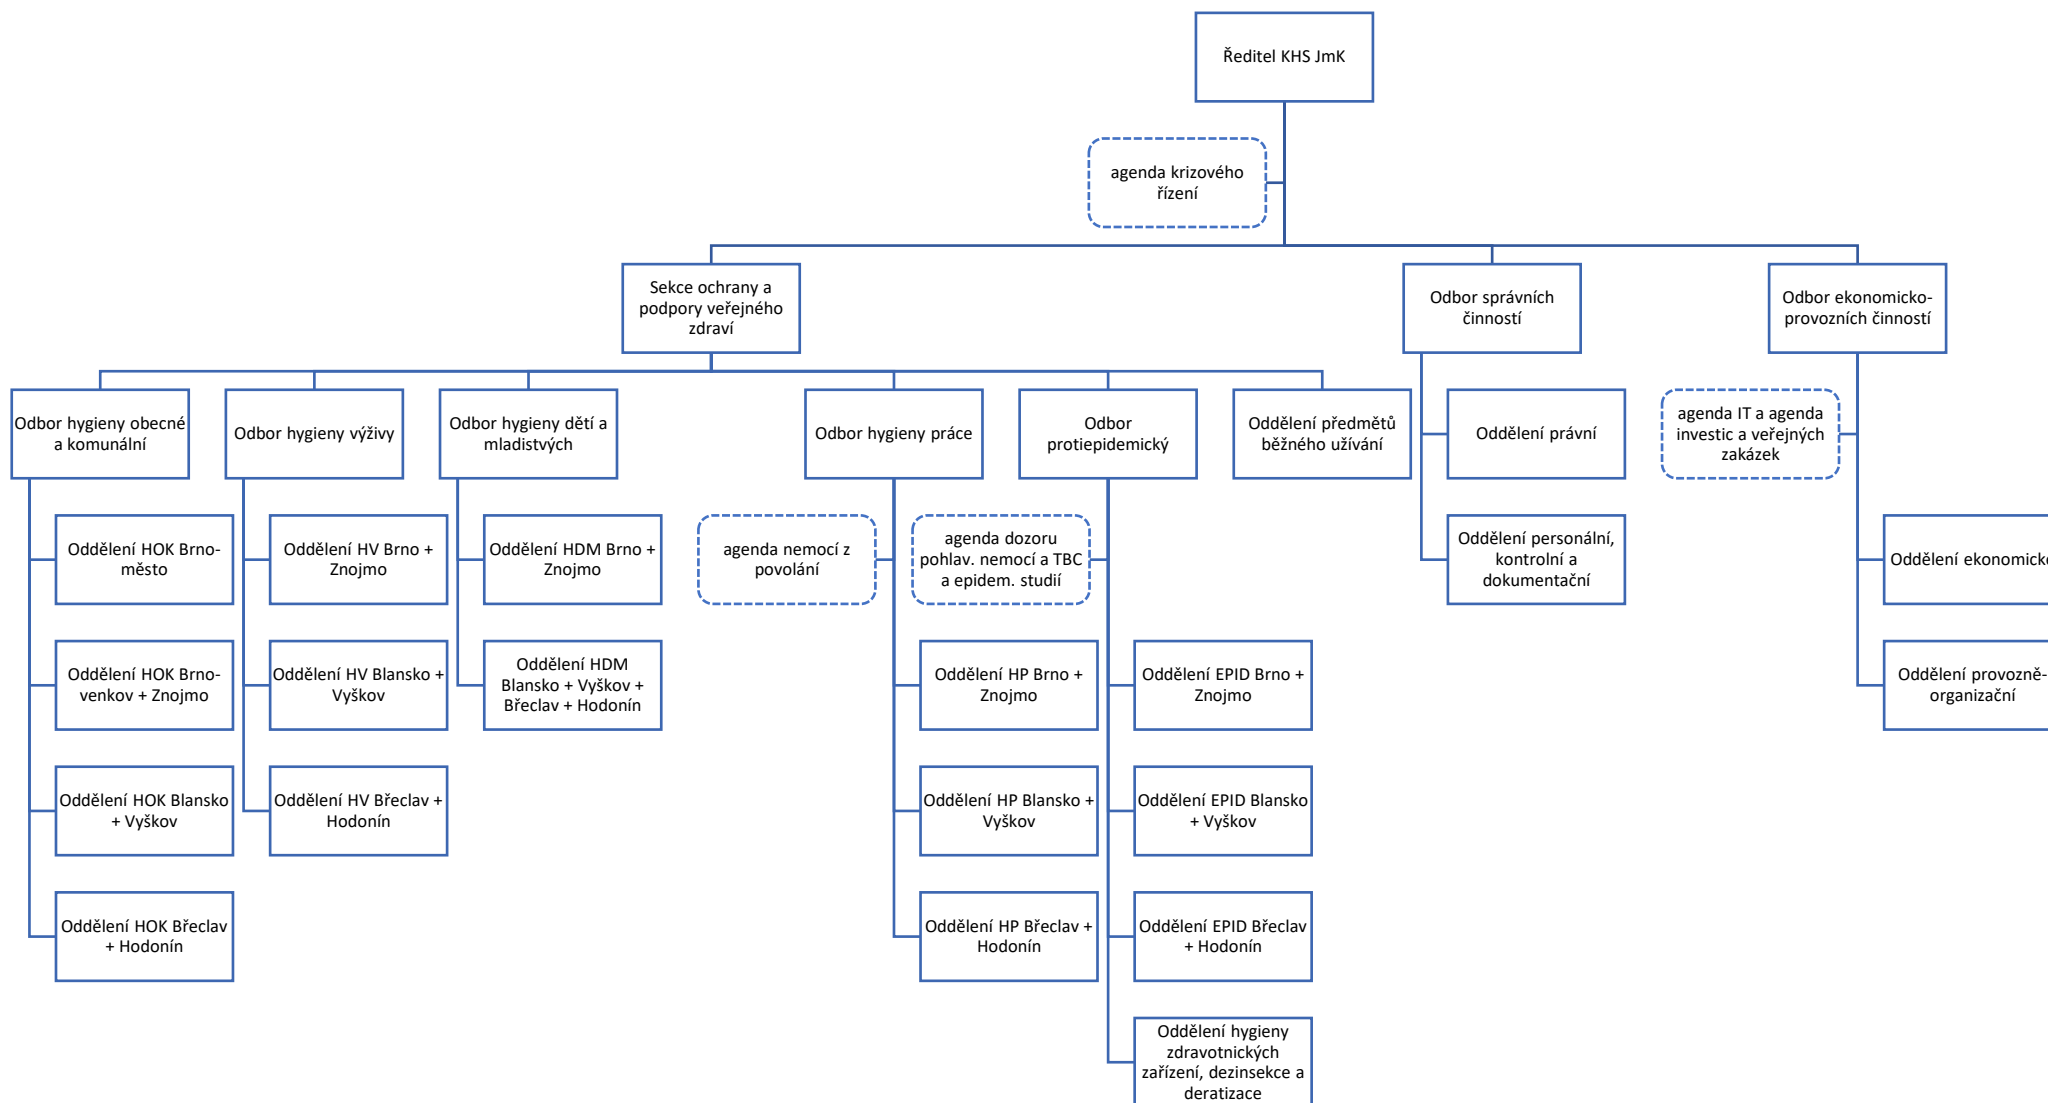 Ředitel KHS JmK
agenda krizového
řízení
Sekce ochrany a
podpory veřejného
zdraví
Odbor správních
činností
Odbor ekonomicko-
provozních činností
Odbor hygieny obecné
a komunální
Odbor hygieny výživy
Odbor hygieny dětí a
mladistvých
Odbor hygieny práce
Odbor
protiepidemický
Oddělení předmětů
běžného užívání
Oddělení právní
agenda IT a agenda
investic a veřejných
zakázek
Oddělení HOK Brno-
město
Oddělení HV Brno +
Znojmo
Oddělení HDM Brno +
Znojmo
agenda nemocí z
povolání
agenda dozoru
pohlav. nemocí a TBC
a epidem. studií
Oddělení personální,
kontrolní a
dokumentační
Oddělení ekonomické
Oddělení HOK Brno-
venkov + Znojmo
Oddělení HV Blansko +
Vyškov
Oddělení HDM
Blansko + Vyškov +
Břeclav + Hodonín
Oddělení HP Brno +
Znojmo
Oddělení EPID Brno +
Znojmo
Oddělení provozně-
organizační
Oddělení HOK Blansko
+ Vyškov
Oddělení HV Břeclav +
Hodonín
Oddělení HP Blansko +
Vyškov
Oddělení EPID Blansko
+ Vyškov
Oddělení HOK Břeclav
+ Hodonín
Oddělení HP Břeclav +
Hodonín
Oddělení EPID Břeclav
+ Hodonín
Oddělení hygieny
zdravotnických
zařízení, dezinsekce a
deratizace